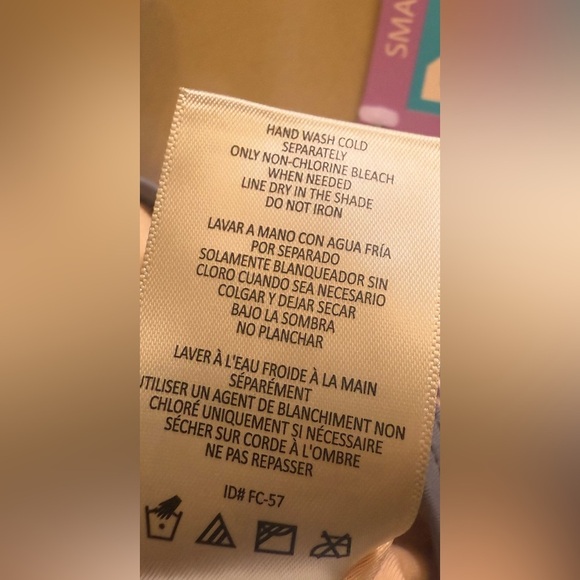 SMA
HAND WASH COLD
SEPARATELY
ONLY NON-CHLORINE BLEACH
WHEN NEEDED
LINE DRY IN THE SHADE
DO NOT IRON
LAVAR A MANO CON AGUA FRÍA
POR SEPARADO
SOLAMENTE BLANQUEADOR SIN
CLORO CUANDO SEA NECESARIO
COLGAR Y DEJAR SECAR
BAJO LA SOMBRA
NO PLANCHAR
LAVER À L'EAU FROIDE À LA MAIN
SÉPARÉMENT
UTILISER UN AGENT DE BLANCHIMENT NON
CHLORÉ UNIQUEMENT SI NÉCESSAIRE
SÉCHER SUR CORDE À L'OMBRE
NE PAS REPASSER
ID# FC-57